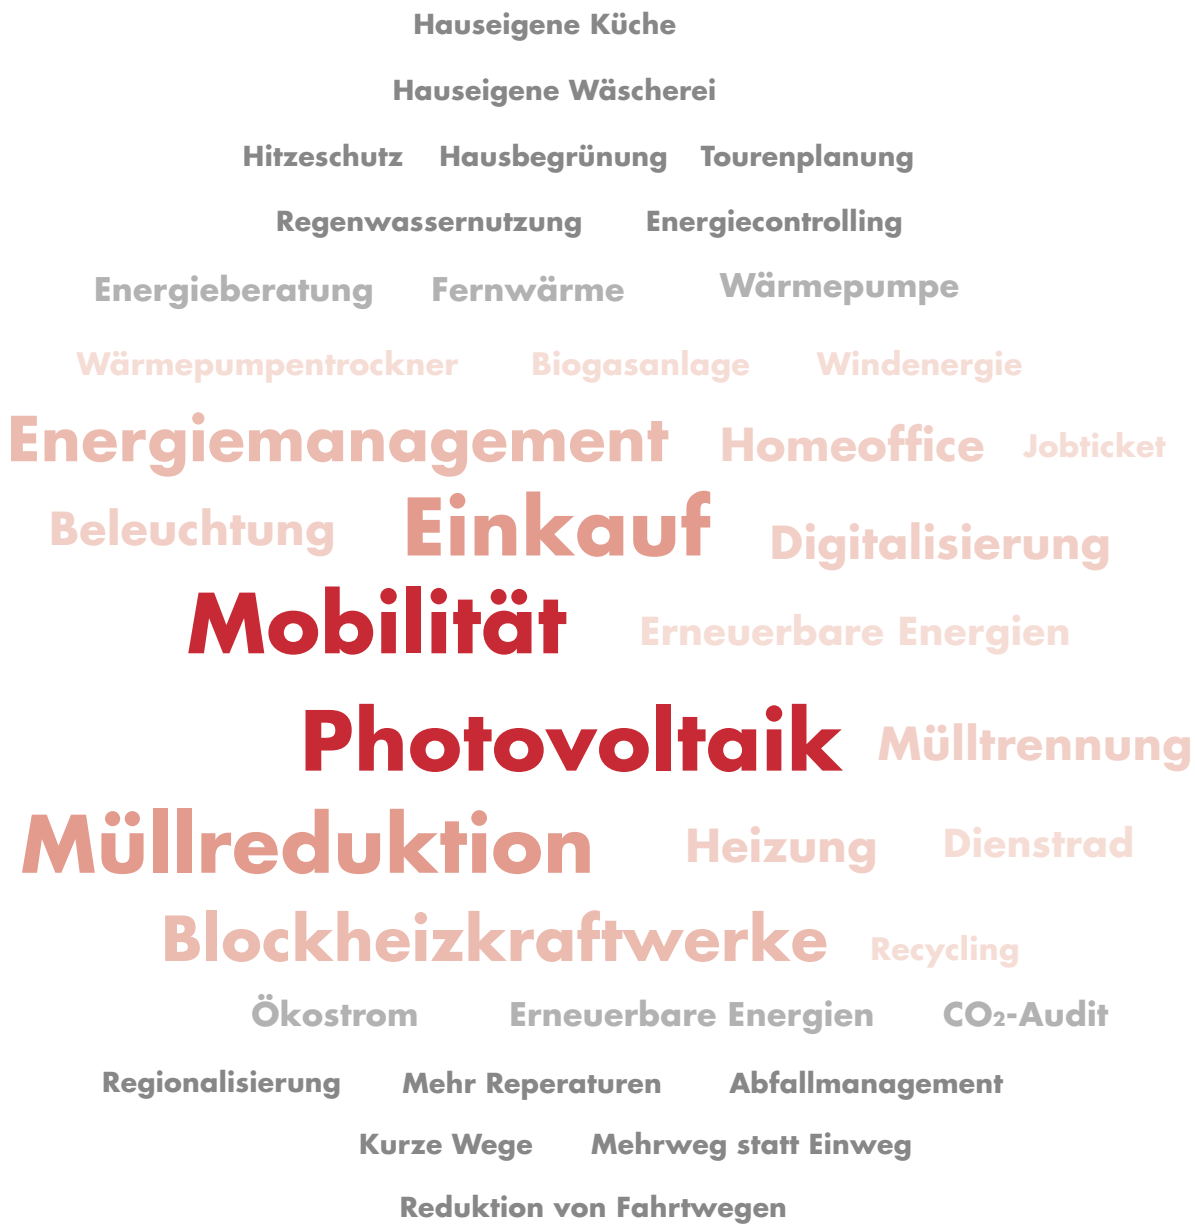 Hauseigene Küche
Hauseigene Wäscherei
Hitzeschutz Hausbegrünung Tourenplanung
Regenwassernutzung Energiecontrolling
Energieberatung Fernwärme Wärmepumpe
Wärmepumpentrockner Biogasanlage Windenergie
Energiemanagement Homeoffice Jobticket
Beleuchtung Einkauf Digitalisierung
Mobilität Erneuerbare Energien
Photovoltaik Mülltrennung
Müllreduktion Heizung Dienstrad
Blockheizkraftwerke Recycling
Ökostrom Erneuerbare Energien CO₂-Audit
Regionalisierung Mehr Reperaturen Abfallmanagement
Kurze Wege Mehrweg statt Einweg
Reduktion von Fahrtwegen